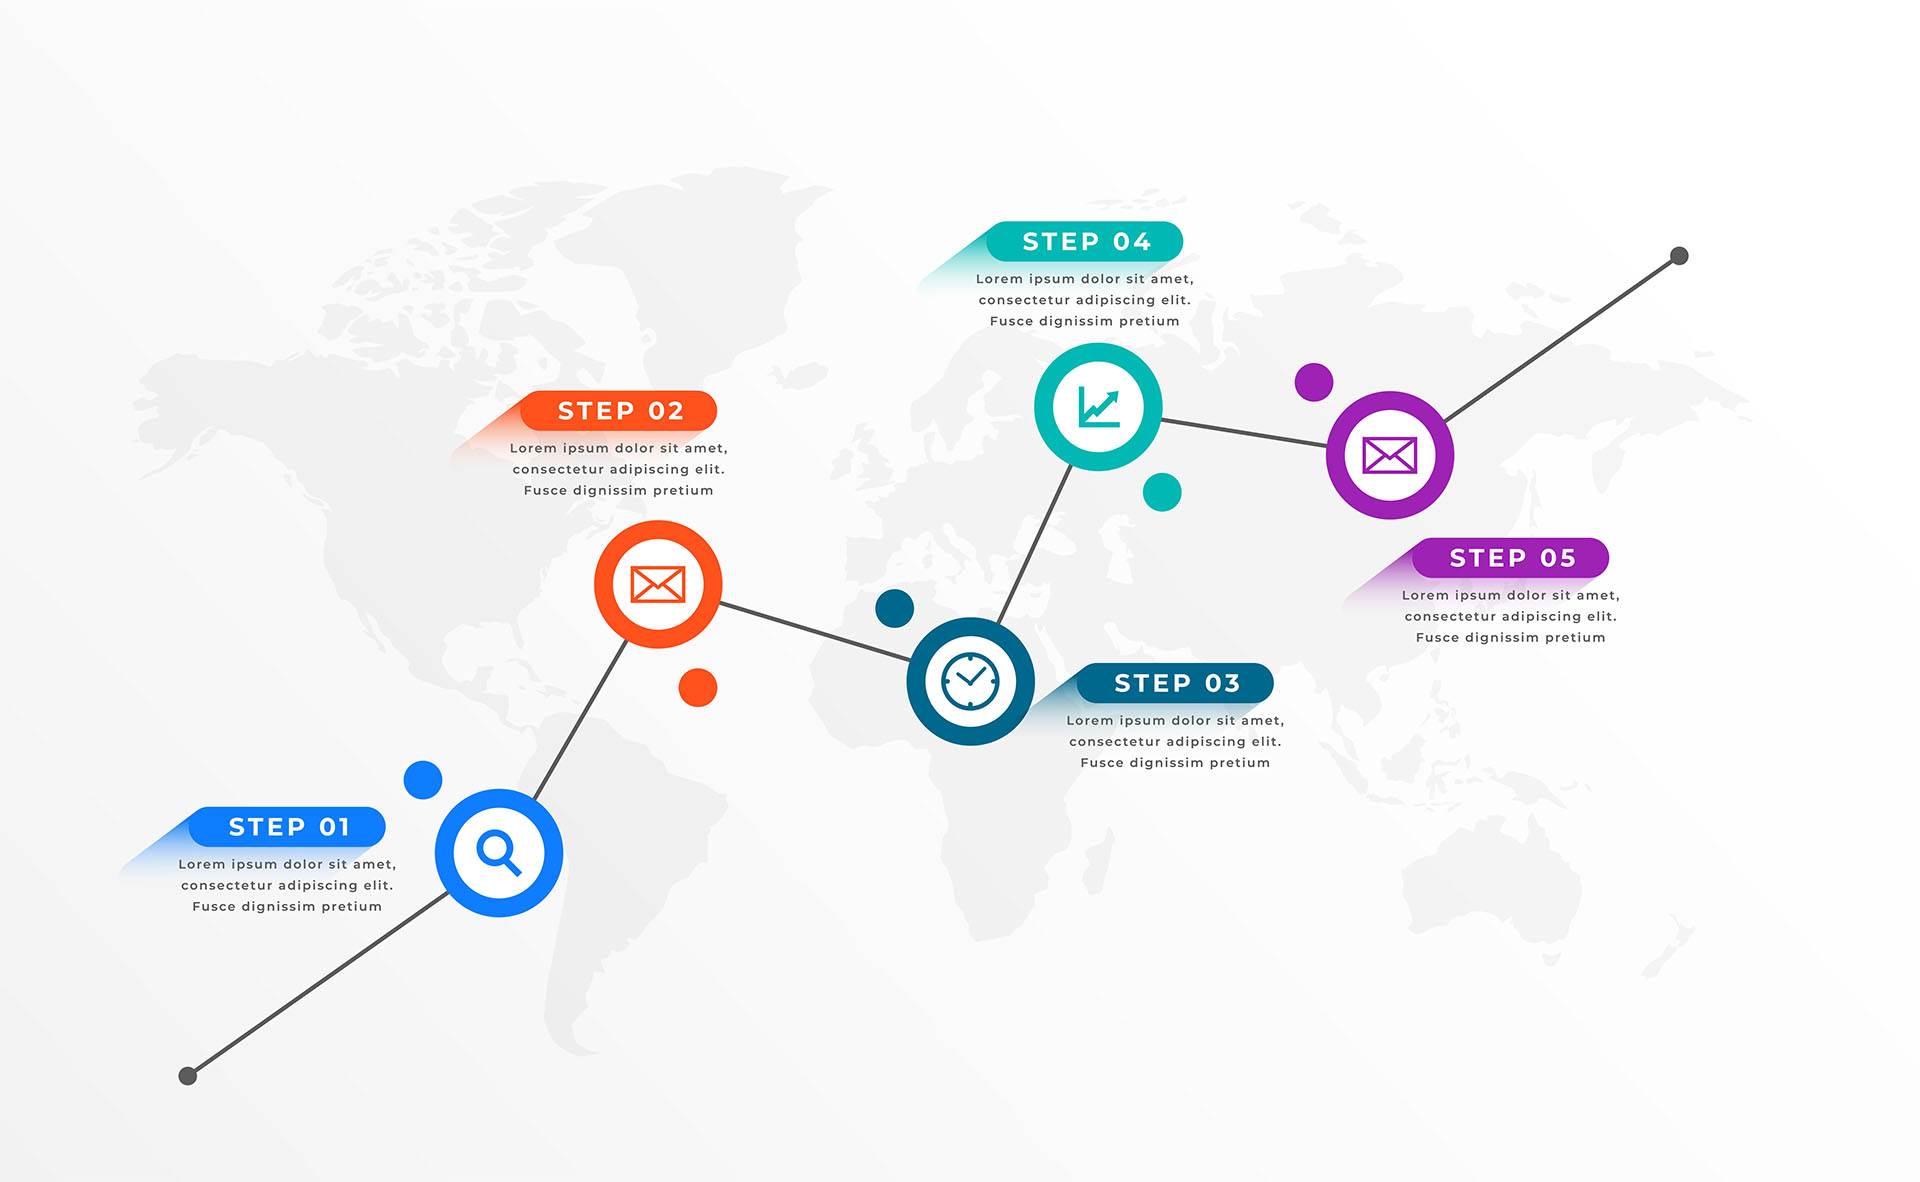 STEP 01
Lorem ipsum dolor sit amet,
consectetur adipiscing elit.
Fusce dignissim pretium
STEP 02
Lorem ipsum dolor sit amet,
consectetur adipiscing elit.
Fusce dignissim pretium
STEP 03
Lorem ipsum dolor sit amet,
consectetur adipiscing elit.
Fusce dignissim pretium
STEP 04
Lorem ipsum dolor sit amet,
consectetur adipiscing elit.
Fusce dignissim pretium
STEP 05
Lorem ipsum dolor sit amet,
consectetur adipiscing elit.
Fusce dignissim pretium